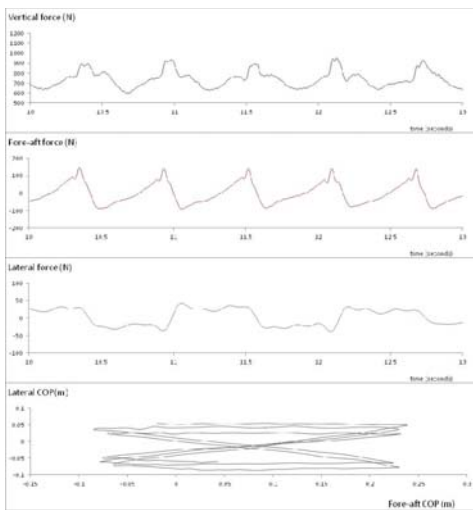 Vertical force (N)
1200
1100
1000
900
800
700
600
500
10 10.5 11 11.5 12 12.5 13
time (seconds)
Fore-aft force (N)
200
100
0
-100
-200
10 10.5 11 11.5 12 12.5 13
time (seconds)
Lateral force (N)
100
50
0
-50
-100
10 10.5 11 11.5 12 12.5 13
time (seconds)
Lateral COP(m)
0.1
0.05
0
-0.05
-0.1
-0.15 -0.1 -0.05 0 0.05 0.1 0.15 0.2 0.25 0.3
Fore-aft COP (m)